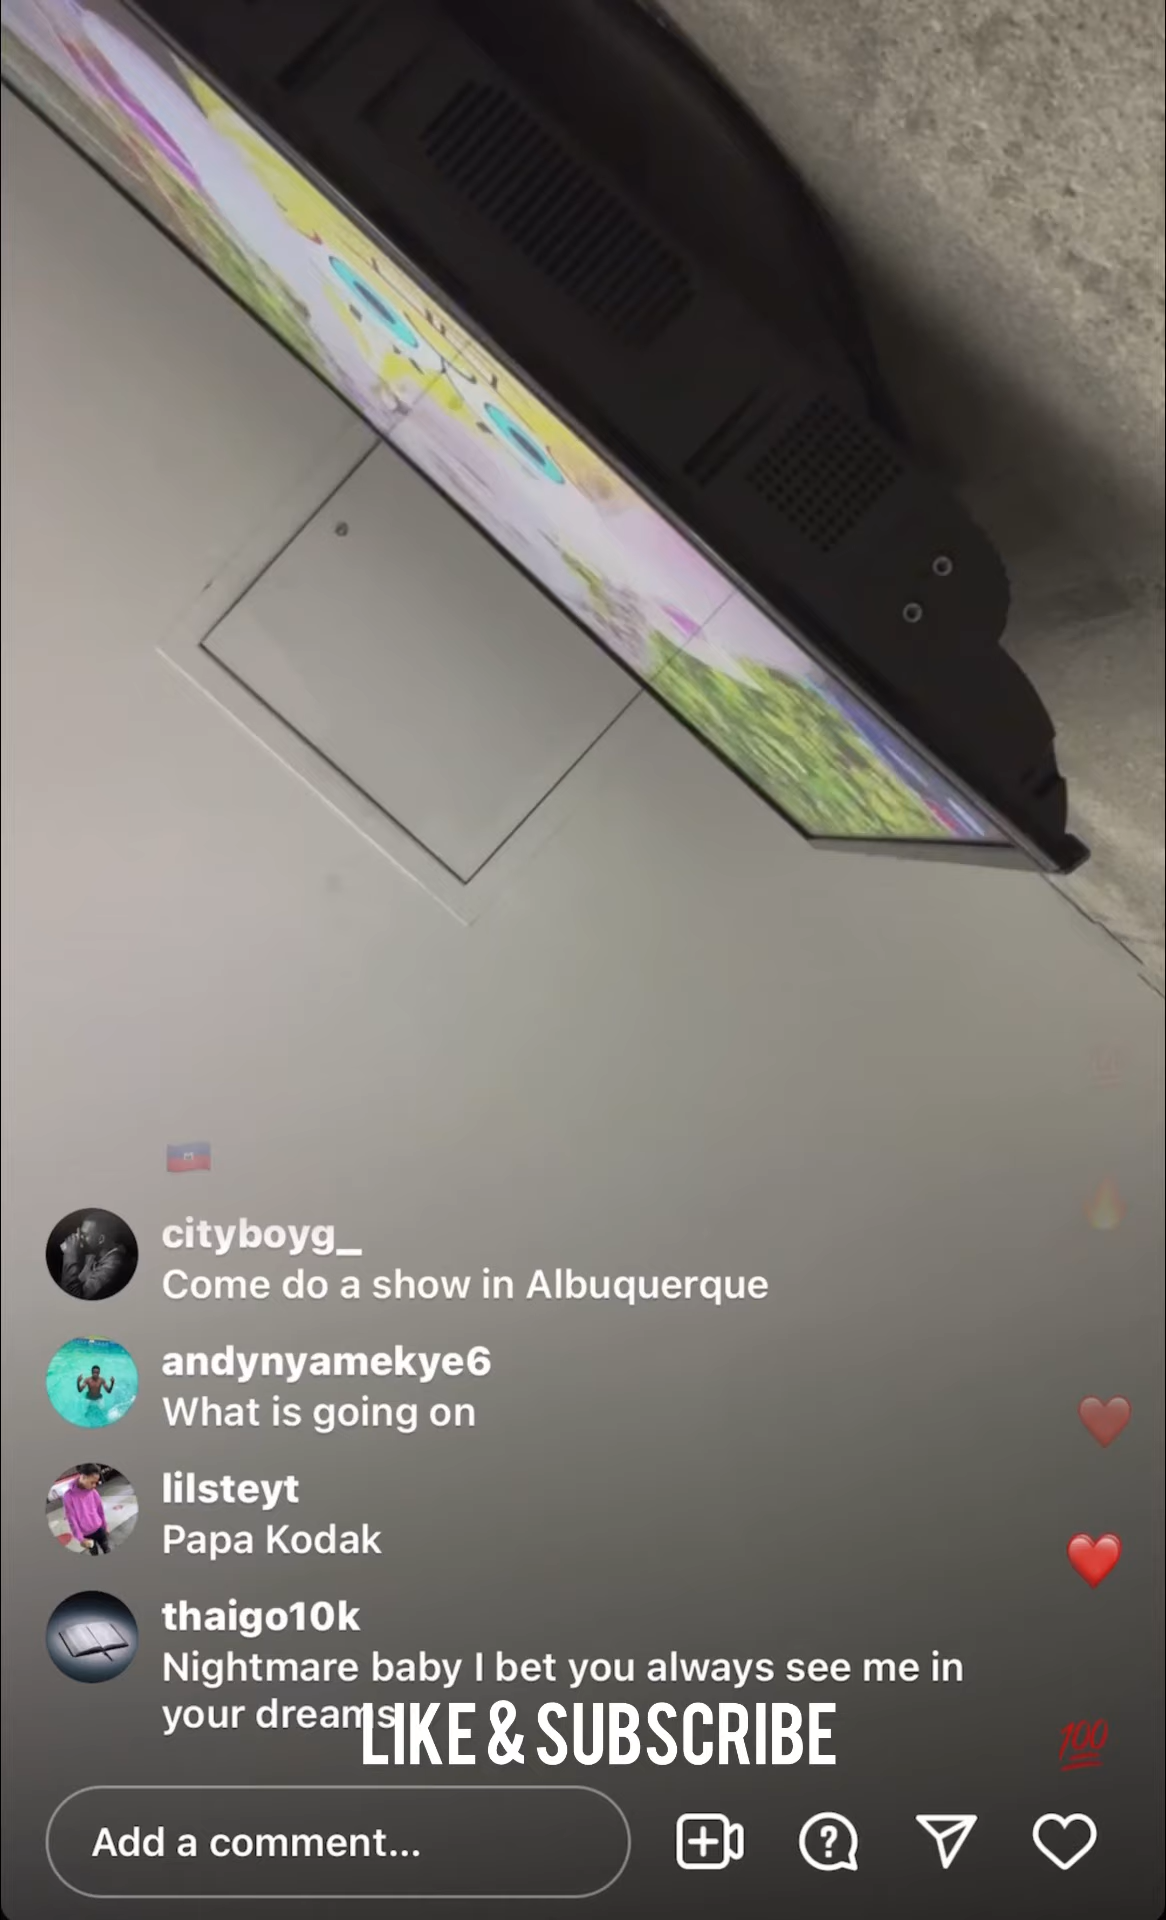 cityboyg_
Come do a show in Albuquerque
andynyamekye6
What is going on
lilsteyt
Papa Kodak
thaigo10k
Nightmare baby I bet you always see me in
your dreams
LIKE & SUBSCRIBE
Add a comment...